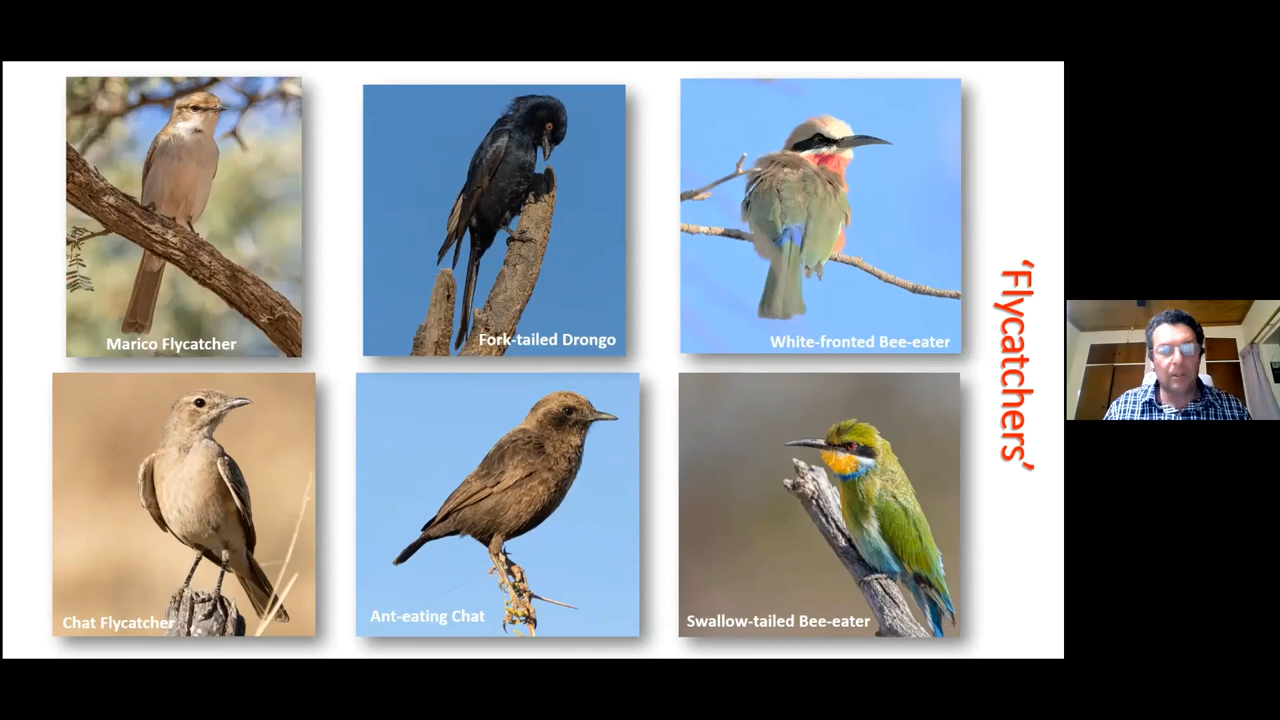 Marico Flycatcher
Fork-tailed Drongo
White-fronted Bee-eater
Chat Flycatcher
Ant-eating Chat
Swallow-tailed Bee-eater
‘Flycatchers’